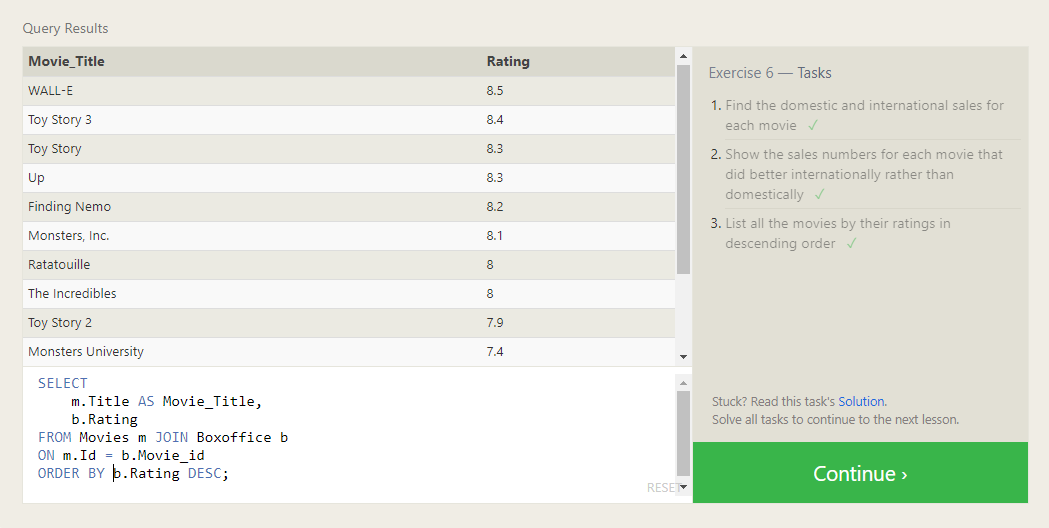 Query Results
Movie_Title Rating
WALL-E 8.5
Toy Story 3 8.4
Toy Story 8.3
Up 8.3
Finding Nemo 8.2
Monsters, Inc. 8.1
Ratatouille 8
The Incredibles 8
Toy Story 2 7.9
Monsters University 7.4
SELECT
m.Title AS Movie_Title,
b.Rating
FROM Movies m JOIN Boxoffice b
ON m.Id = b.Movie_id
ORDER BY b.Rating DESC;
RESET
Exercise 6 — Tasks
1. Find the domestic and international sales for
each movie ✓
2. Show the sales numbers for each movie that
did better internationally rather than
domestically ✓
3. List all the movies by their ratings in
descending order ✓
Stuck? Read this task's Solution.
Solve all tasks to continue to the next lesson.
Continue ›